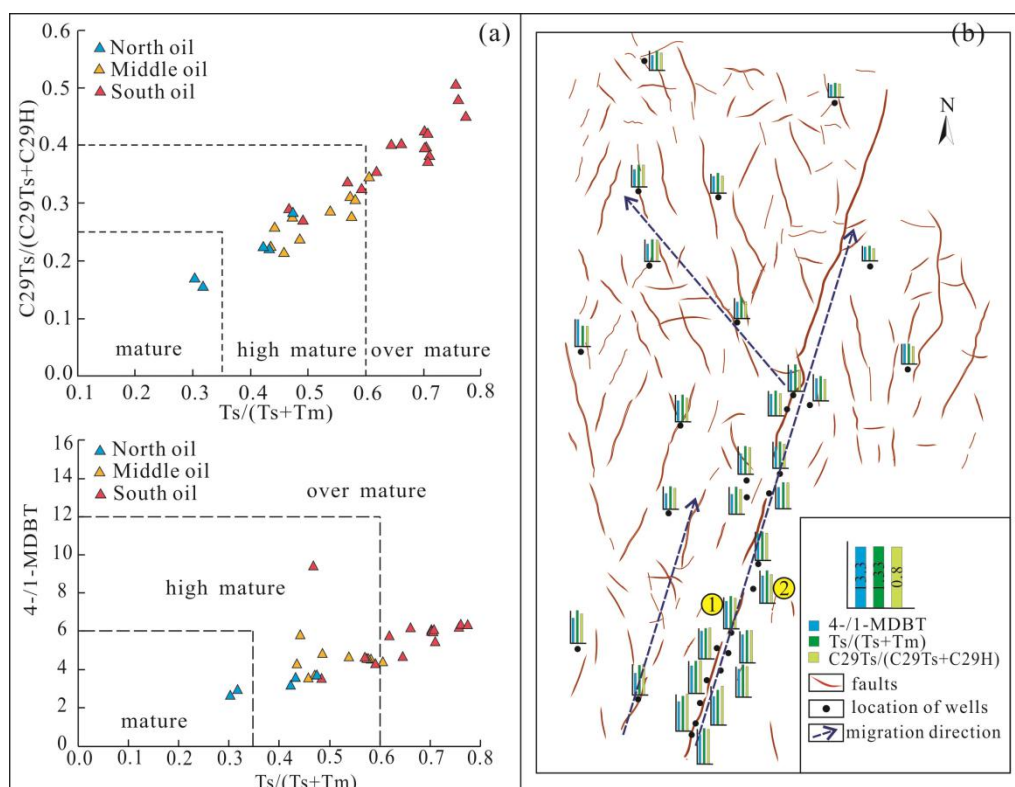 (a)
North oil
Middle oil
South oil
C29Ts/(C29Ts+C29H)
0.6
0.5
0.4
0.3
0.2
0.1
0.0
mature
high mature
over mature
0.1 0.2 0.3 0.4 0.5 0.6 0.7 0.8
Ts/(Ts+Tm)
North oil
Middle oil
South oil
4-/1-MDBT
16
14
12
10
8
6
4
2
0
over mature
high mature
mature
0.0 0.1 0.2 0.3 0.4 0.5 0.6 0.7 0.8
Ts/(Ts+Tm)
(b)
N
1
2
13.3 1.33 0.8
4-/1-MDBT
Ts/(Ts+Tm)
C29Ts/(C29Ts+C29H)
faults
location of wells
migration direction